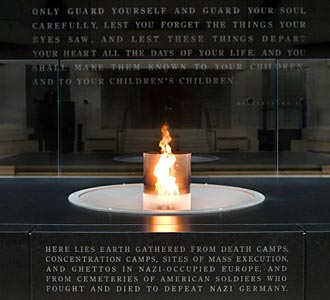 ONLY GUARD YOURSELF AND GUARD YOUR SOUL
CAREFULLY, LEST YOU FORGET THE THINGS YOUR
EYES SAW, AND LEST THESE THINGS DEPART
YOUR HEART ALL THE DAYS OF YOUR LIFE, AND YOU
SHALL MAKE THEM KNOWN TO YOUR CHILDREN,
AND TO YOUR CHILDREN'S CHILDREN.
HERE LIES EARTH GATHERED FROM DEATH CAMPS,
CONCENTRATION CAMPS, SITES OF MASS EXECUTION,
AND GHETTOS IN NAZI-OCCUPIED EUROPE, AND
FROM CEMETERIES OF AMERICAN SOLDIERS WHO
FOUGHT AND DIED TO DEFEAT NAZI GERMANY.